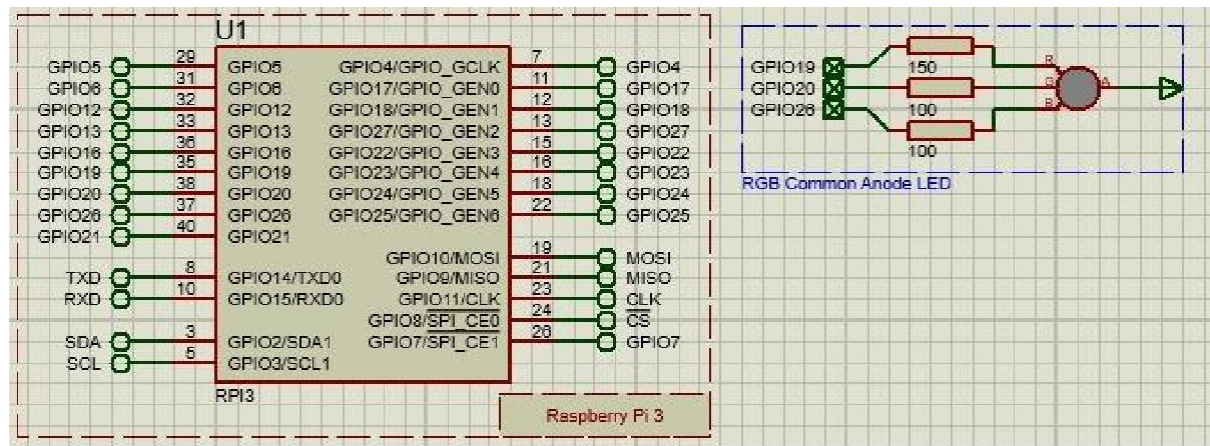 U1
GPIO5 29 GPIO5 GPIO4/GPIO_GCLK 7 GPIO4
GPIO6 31 GPIO6 GPIO17/GPIO_GEN0 11 GPIO17
GPIO12 32 GPIO12 GPIO18/GPIO_GEN1 12 GPIO18
GPIO13 33 GPIO13 GPIO27/GPIO_GEN2 13 GPIO27
GPIO16 36 GPIO16 GPIO22/GPIO_GEN3 15 GPIO22
GPIO19 35 GPIO19 GPIO23/GPIO_GEN4 16 GPIO23
GPIO20 38 GPIO20 GPIO24/GPIO_GEN5 18 GPIO24
GPIO26 37 GPIO26 GPIO25/GPIO_GEN6 22 GPIO25
GPIO21 40 GPIO21
GPIO10/MOSI 19 MOSI
TXD 8 GPIO14/TXD0 GPIO9/MISO 21 MISO
RXD 10 GPIO15/RXD0 GPIO11/CLK 23 CLK
GPIO8/SPI_CE0 24 CS
SDA 3 GPIO2/SDA1 GPIO7/SPI_CE1 26 GPIO7
SCL 5 GPIO3/SCL1
RPI3
Raspberry Pi 3
GPIO19 150 R
GPIO20 100 G A
GPIO26 100 B
RGB Common Anode LED